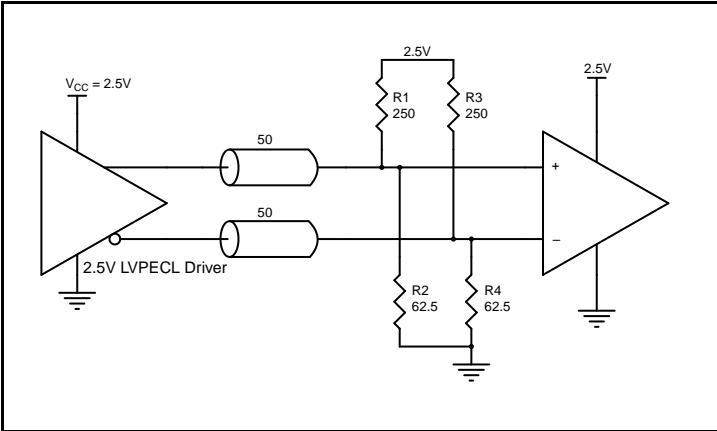 2.5V
2.5V
V_CC = 2.5V
R1
250
R3
250
50
+
50
–
2.5V LVPECL Driver
R2
62.5
R4
62.5